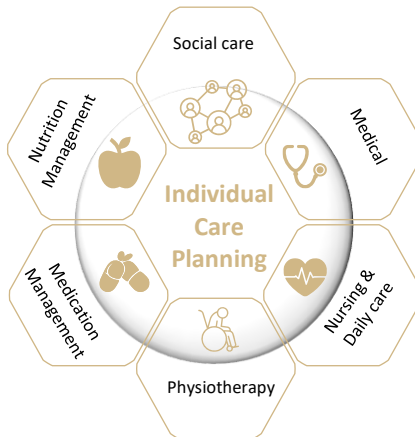 Social care
Medical
Nursing &
Daily care
Physiotherapy
Medication
Management
Nutrition
Management
Individual
Care
Planning